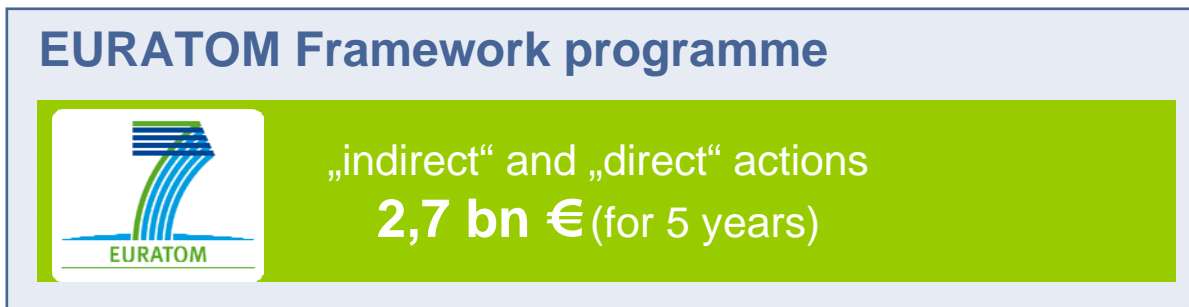 EURATOM Framework programme
„indirect“ and „direct“ actions
2,7 bn € (for 5 years)
EURATOM